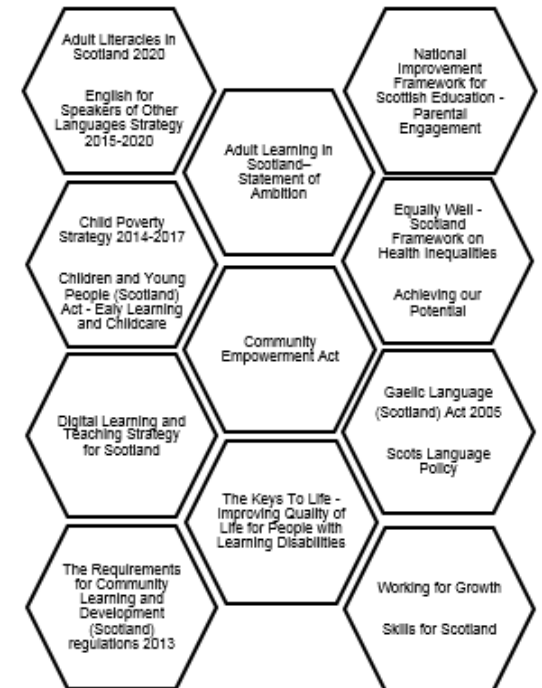 Adult Literacies in
Scotland 2020
English for
Speakers of Other
Languages Strategy
2015-2020
National
Improvement
Framework for
Scottish Education -
Parental
Engagement
Adult Learning in
Scotland–
Statement of
Ambition
Child Poverty
Strategy 2014-2017
Children and Young
People (Scotland)
Act - Ealy Learning
and Childcare
Equally Well -
Scotland
Framework on
Health Inequalities
Achieving our
Potential
Community
Empowerment Act
Digital Learning and
Teaching Strategy
for Scotland
Gaelic Language
(Scotland) Act 2005
Scots Language
Policy
The Keys To Life -
Improving Quality of
Life for People with
Learning Disabilities
The Requirements
for Community
Learning and
Development
(Scotland)
regulations 2013
Working for Growth
Skills for Scotland